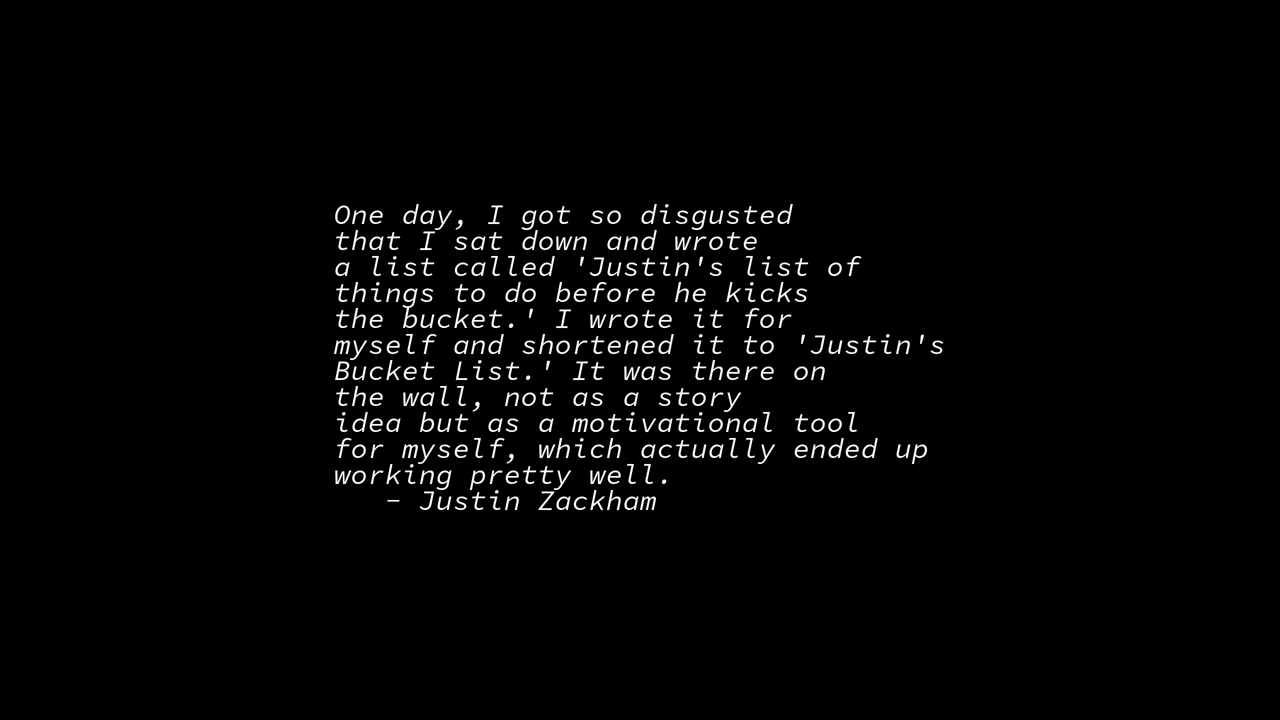 One day, I got so disgusted
that I sat down and wrote
a list called 'Justin's list of
things to do before he kicks
the bucket.' I wrote it for
myself and shortened it to 'Justin's
Bucket List.' It was there on
the wall, not as a story
idea but as a motivational tool
for myself, which actually ended up
working pretty well.
– Justin Zackham